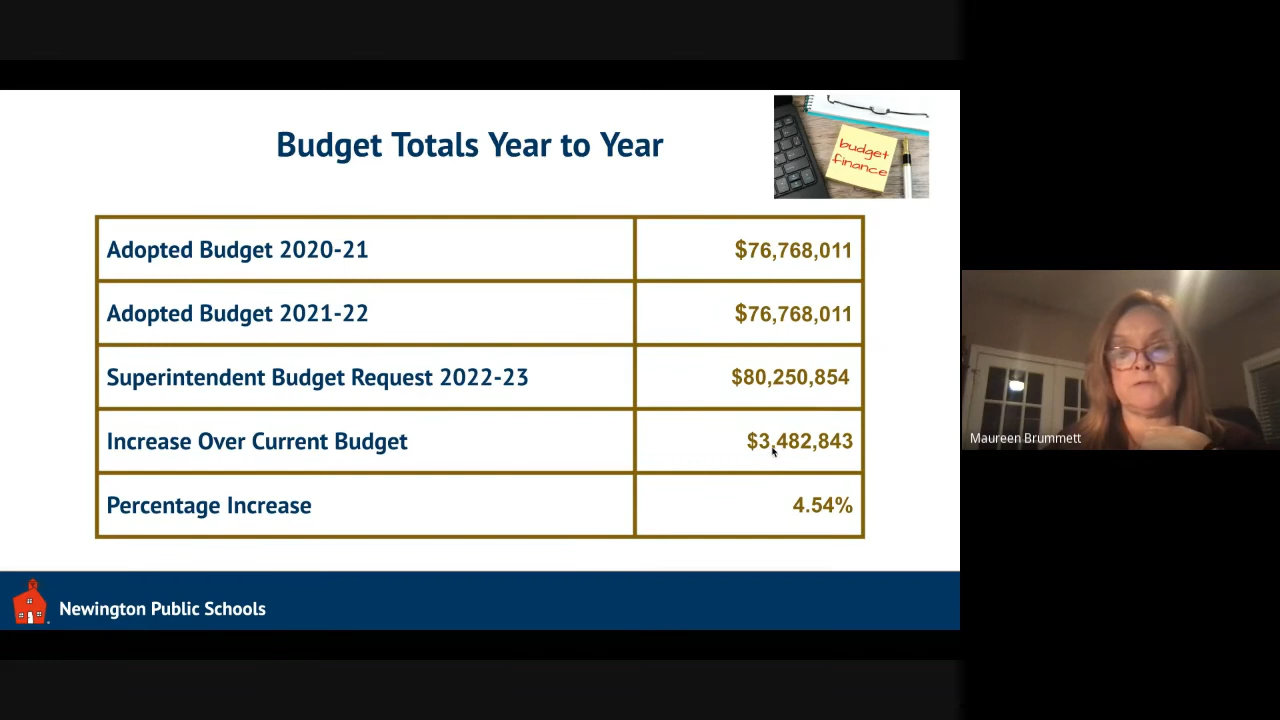 Budget Totals Year to Year
budget
finance
Adopted Budget 2020-21 $76,768,011
Adopted Budget 2021-22 $76,768,011
Superintendent Budget Request 2022-23 $80,250,854
Increase Over Current Budget $3,482,843
Percentage Increase 4.54%
Maureen Brummett
Newington Public Schools